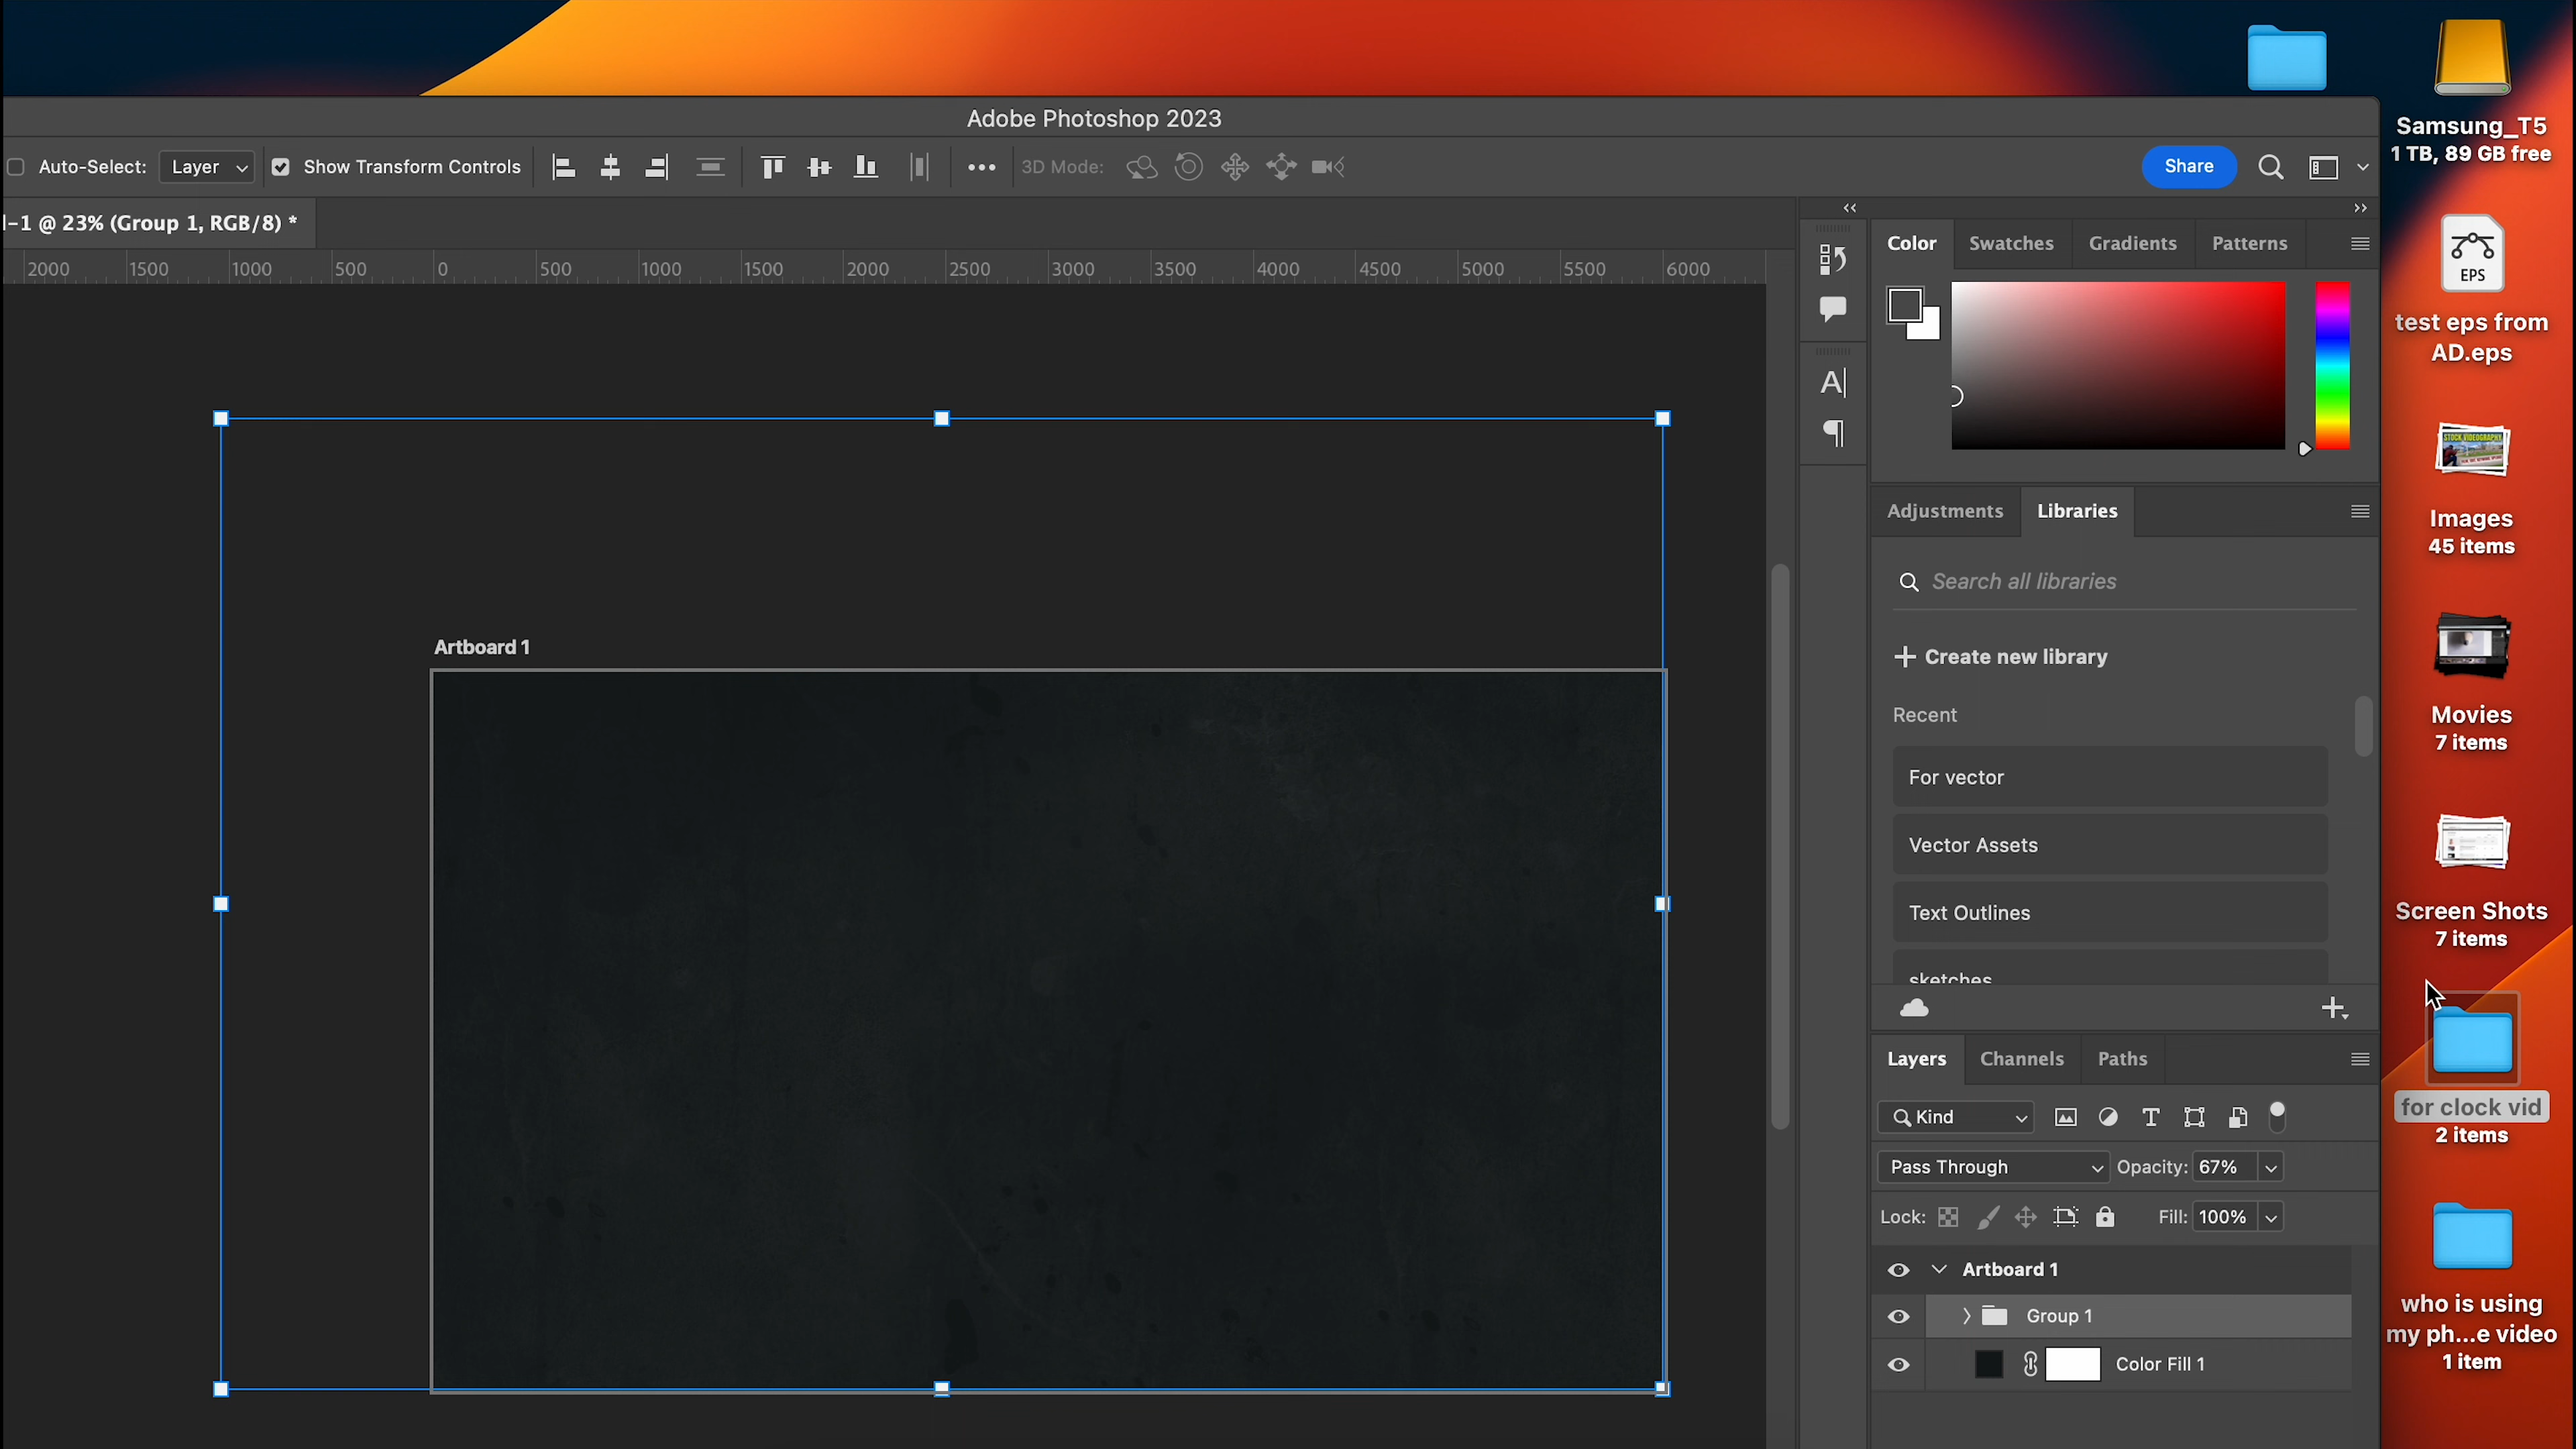 Adobe Photoshop 2023
Auto-Select: Layer Show Transform Controls 3D Mode: Share
-1 @ 23% (Group 1, RGB/8) *
2000 1500 1000 500 0 500 1000 1500 2000 2500 3000 3500 4000 4500 5000 5500 6000
Artboard 1
Color Swatches Gradients Patterns
Adjustments Libraries
Search all libraries
Create new library
Recent
For vector
Vector Assets
Text Outlines
sketches
Layers Channels Paths
Kind
Pass Through Opacity: 67%
Lock: Fill: 100%
Artboard 1
Group 1
Color Fill 1
Samsung_T5
1 TB, 89 GB free
EPS
test eps from
AD.eps
STOCK VIDEOGRAPHY
Images
45 items
Movies
7 items
Screen Shots
7 items
for clock vid
2 items
who is using
my ph...e video
1 item